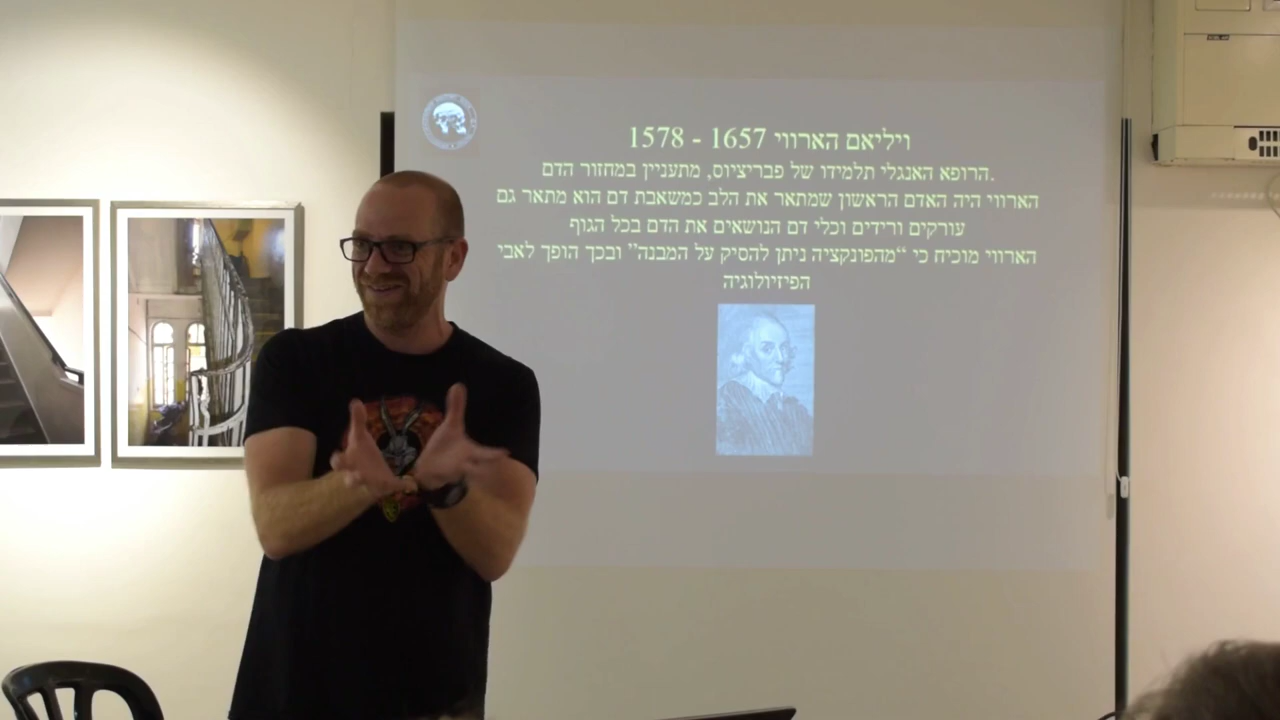 ויליאם הארווי 1657 - 1578
הרופא האנגלי תלמידו של פבריציוס, מתעניין במחזור הדם.
הארווי היה האדם הראשון שמתאר את הלב כמשאבת דם הוא מתאר גם
עורקים ורידים וכלי דם הנושאים את הדם בכל הגוף
הארווי מוכיח כי “מהפונקציה ניתן להסיק על המבנה” ובכך הופך לאבי
הפיזיולוגיה